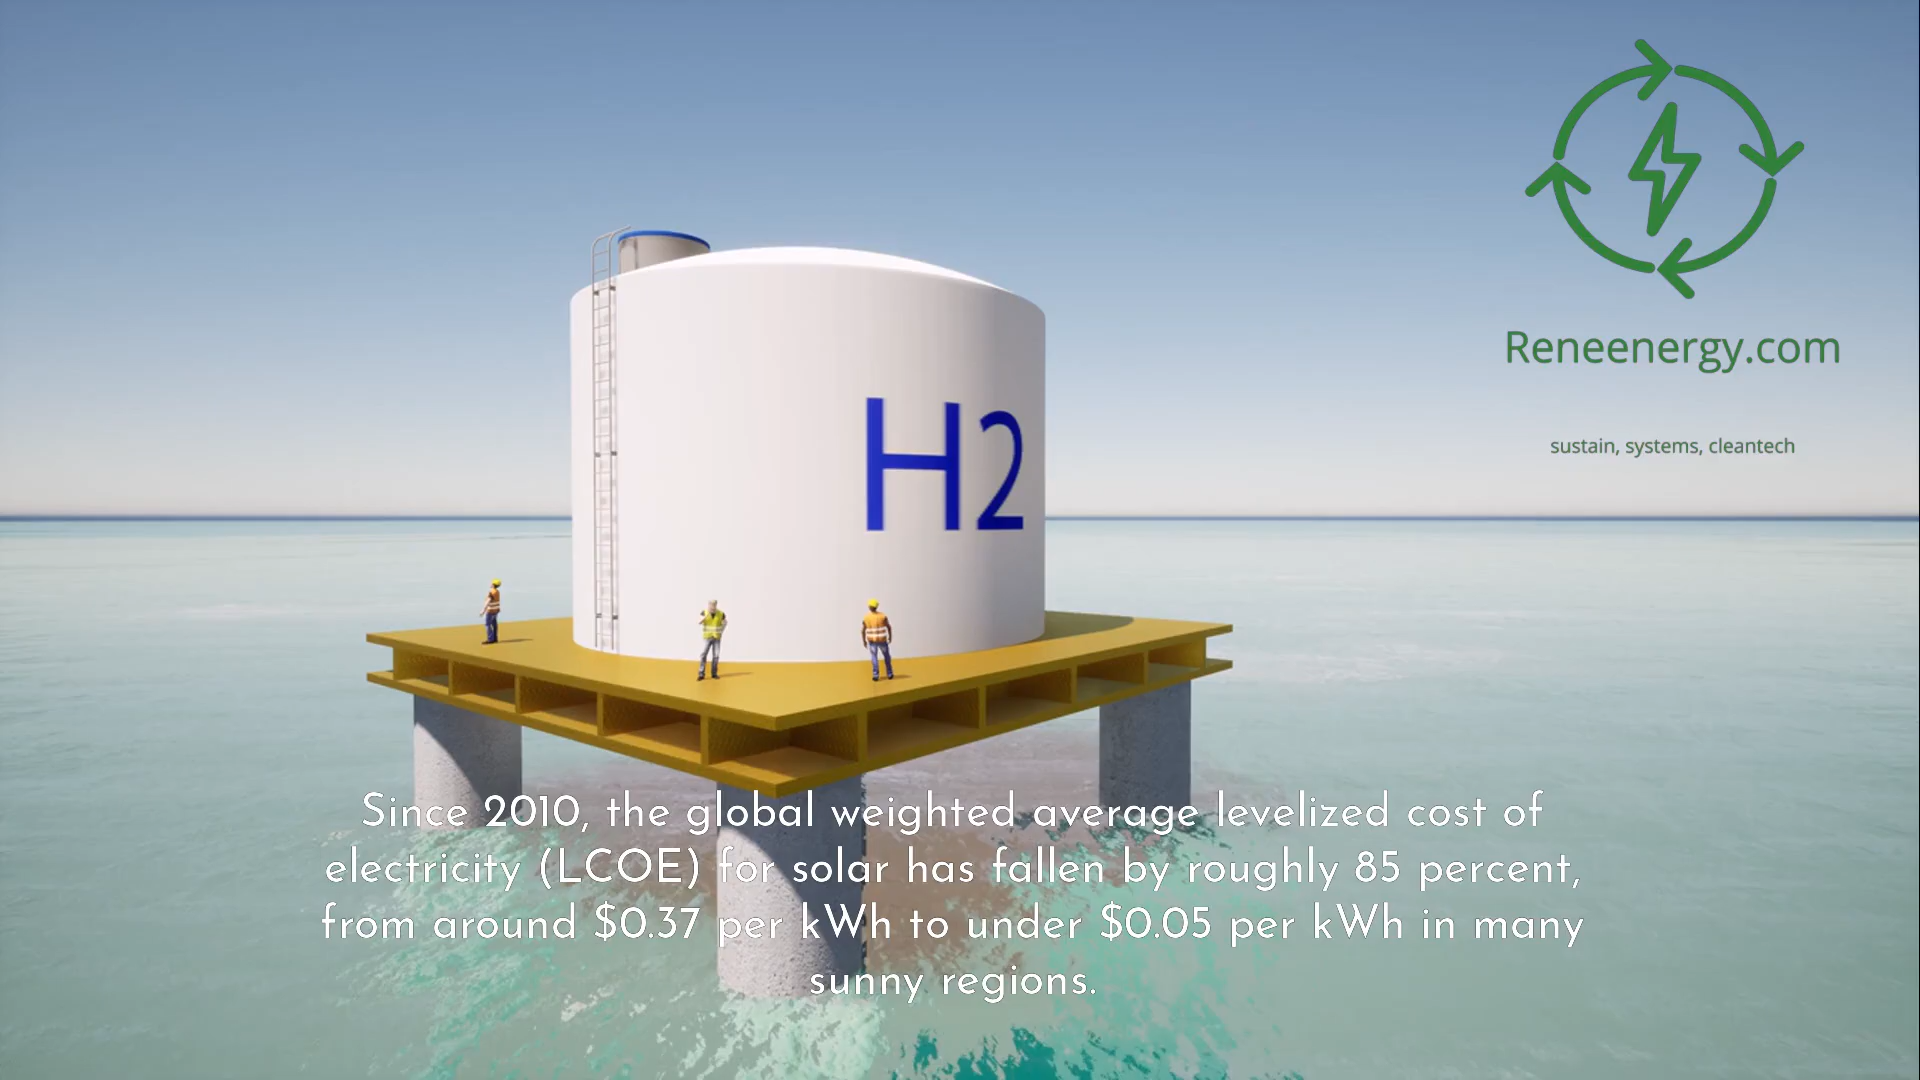 Reneenergy.com
sustain, systems, cleantech
H2
Since 2010, the global weighted average levelized cost of
electricity (LCOE) for solar has fallen by roughly 85 percent,
from around $0.37 per kWh to under $0.05 per kWh in many
sunny regions.